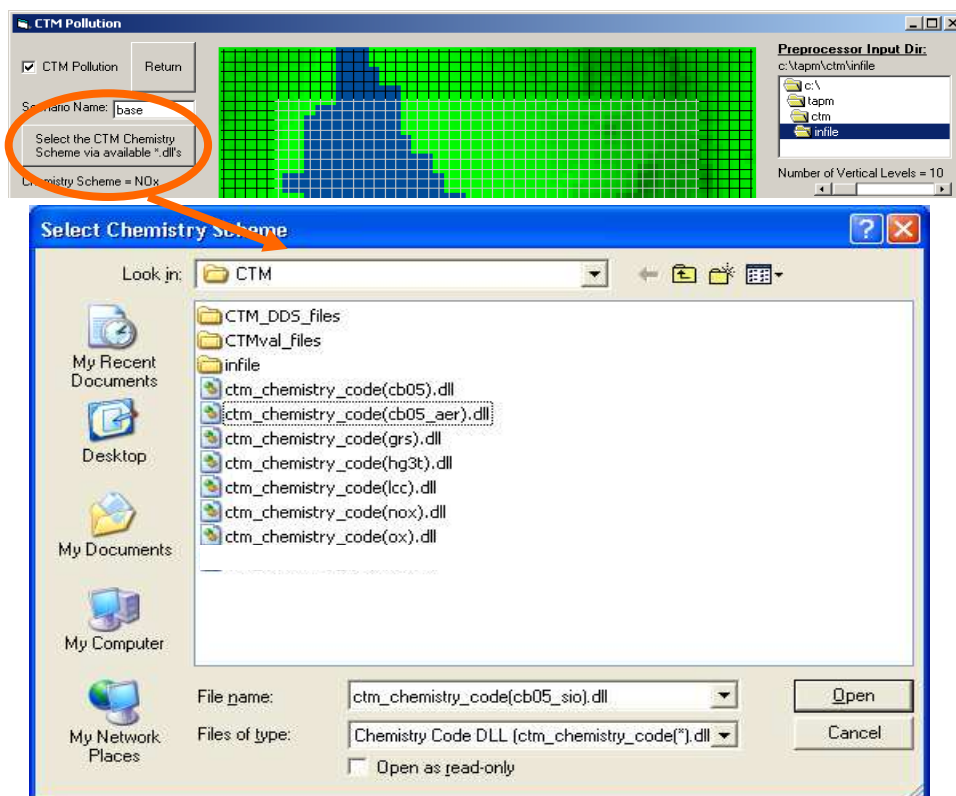 CTM Pollution
CTM Pollution
Return
Scenario Name: base
Select the CTM Chemistry
Scheme via available *.dll's
Chemistry Scheme = NOx
Preprocessor Input Dir:
c:\tapm\ctm\infile
c:\
tapm
ctm
infile
Number of Vertical Levels = 10
Select Chemistry Scheme
Look in: CTM
My Recent
Documents
Desktop
My Documents
My Computer
My Network
Places
CTM_DDS_files
CTMval_files
infile
ctm_chemistry_code(cb05).dll
ctm_chemistry_code(cb05_aer).dll
ctm_chemistry_code(grs).dll
ctm_chemistry_code(hg3t).dll
ctm_chemistry_code(lcc).dll
ctm_chemistry_code(nox).dll
ctm_chemistry_code(ox).dll
File name: ctm_chemistry_code(cb05_sio).dll
Open
Files of type: Chemistry Code DLL (ctm_chemistry_code(*).dll
Cancel
Open as read-only